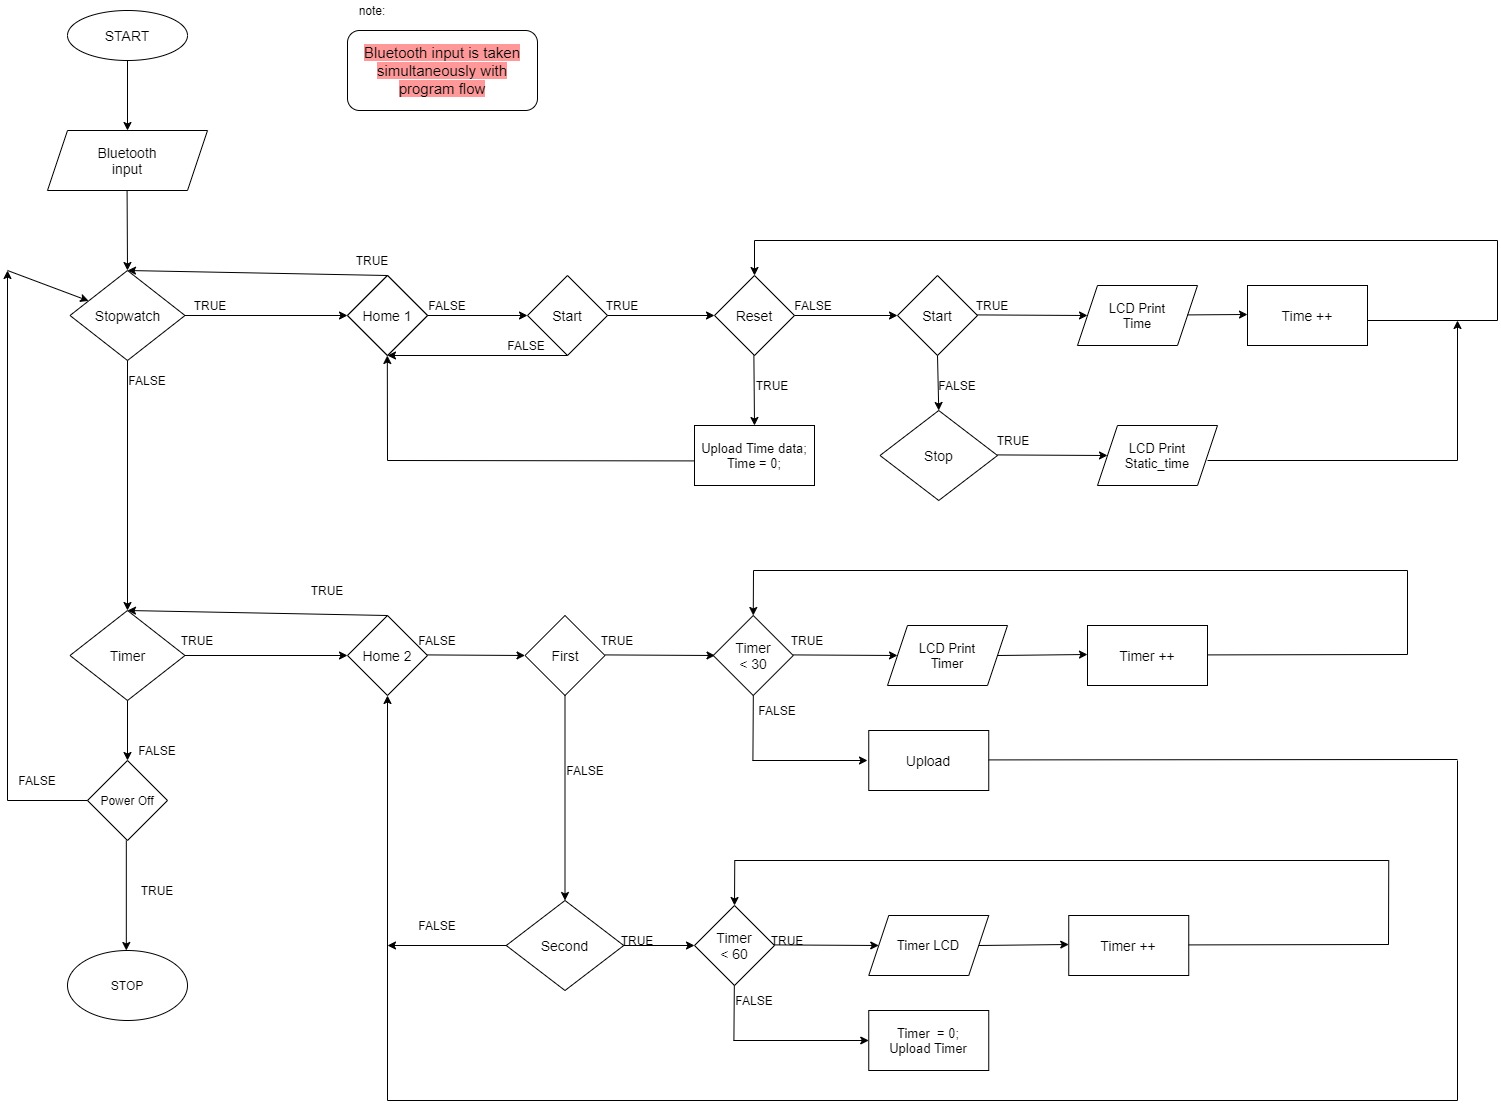 note:
START
Bluetooth input is taken
simultaneously with
program flow
Bluetooth
input
TRUE
Stopwatch
TRUE
Home 1
FALSE
Start
TRUE
Reset
FALSE
Start
TRUE
LCD Print
Time
Time ++
FALSE
FALSE
TRUE
FALSE
Upload Time data;
Time = 0;
Stop
TRUE
LCD Print
Static_time
TRUE
Timer
TRUE
Home 2
FALSE
First
TRUE
Timer
< 30
TRUE
LCD Print
Timer
Timer ++
FALSE
FALSE
Upload
FALSE
FALSE
Power Off
TRUE
FALSE
Second
TRUE
Timer
< 60
TRUE
Timer LCD
Timer ++
STOP
FALSE
Timer = 0;
Upload Timer